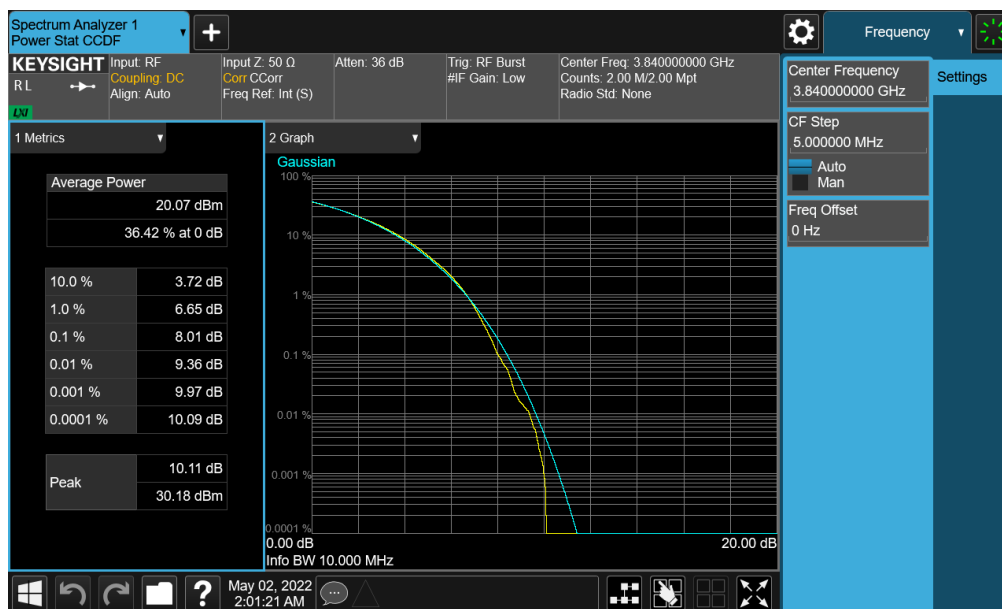 Spectrum Analyzer 1
Power Stat CCDF
Frequency
KEYSIGHT
R L
LXI
Input: RF
Coupling: DC
Align: Auto
Input Z: 50 Ω
Corr CCorr
Freq Ref: Int (S)
Atten: 36 dB
Trig: RF Burst
#IF Gain: Low
Center Freq: 3.840000000 GHz
Counts: 2.00 M/2.00 Mpt
Radio Std: None
Center Frequency
3.840000000 GHz
Settings
CF Step
5.000000 MHz
Auto
Man
Freq Offset
0 Hz
1 Metrics
Average Power
20.07 dBm
36.42 % at 0 dB
10.0 % 3.72 dB
1.0 % 6.65 dB
0.1 % 8.01 dB
0.01 % 9.36 dB
0.001 % 9.97 dB
0.0001 % 10.09 dB
Peak
10.11 dB
30.18 dBm
2 Graph
Gaussian
100 %
10 %
1 %
0.1 %
0.01 %
0.001 %
0.0001 %
0.00 dB 20.00 dB
Info BW 10.000 MHz
?
May 02, 2022
2:01:21 AM